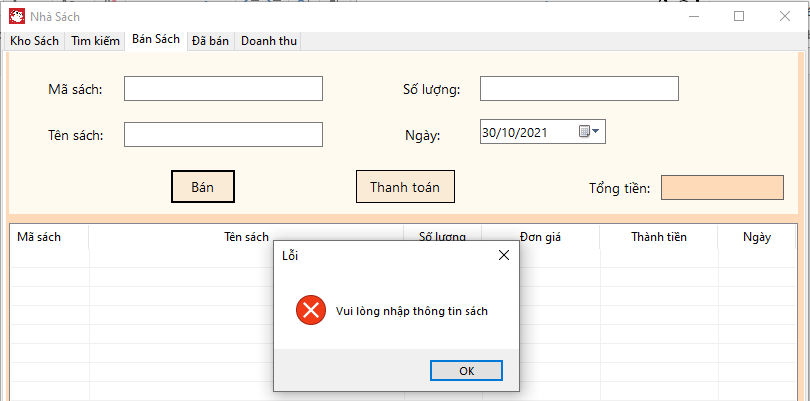 Nhà Sách
Kho Sách Tìm kiếm Bán Sách Đã bán Doanh thu
Mã sách: Số lượng:
Tên sách: Ngày: 30/10/2021
Bán Thanh toán Tổng tiền:
Mã sách Tên sách Số lượng Đơn giá Thành tiền Ngày
Lỗi
Vui lòng nhập thông tin sách
OK